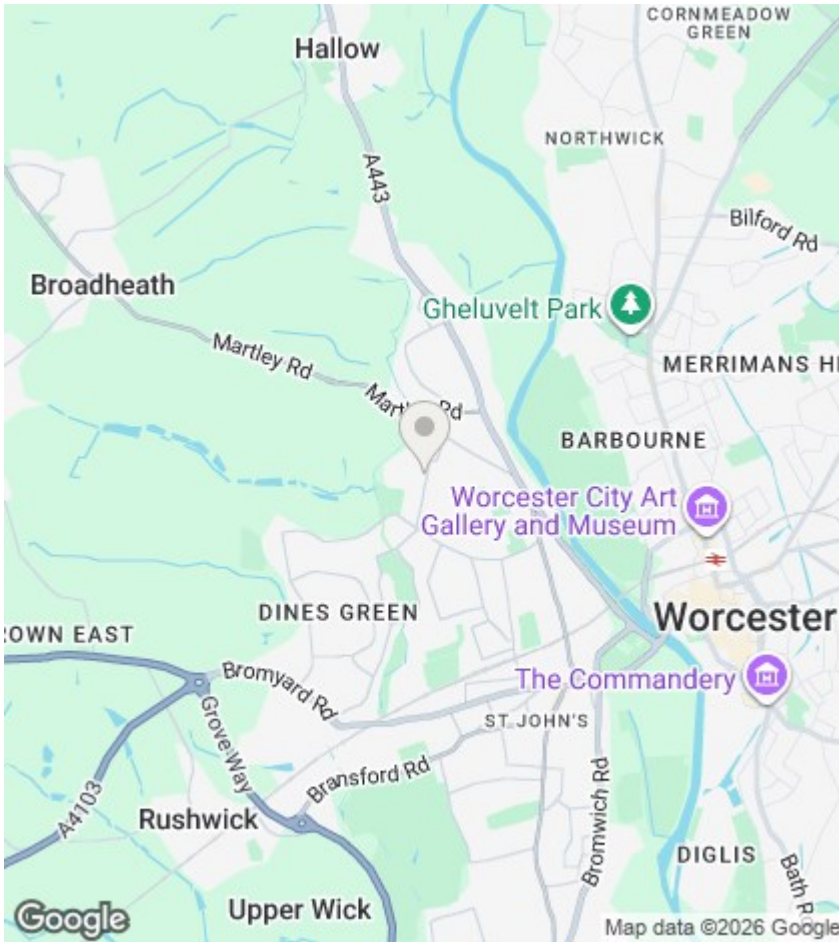 CORNMEADOW
GREEN
Hallow
NORTHWICK
A443
Bilford Rd
Broadheath
Gheluvelt Park
Martley Rd
MERRIMANS
Rd
BARBOURNE
Worcester City Art
Gallery and Museum
DINES GREEN
Worcester
EAST
The Commandery
Bromyard Rd
ST JOHN'S
Grove Way
Bransford Rd
A4103
Rushwick
Bromwich Rd
DIGLIS
Bath
Upper Wick
Google
Map data ©2026 Google